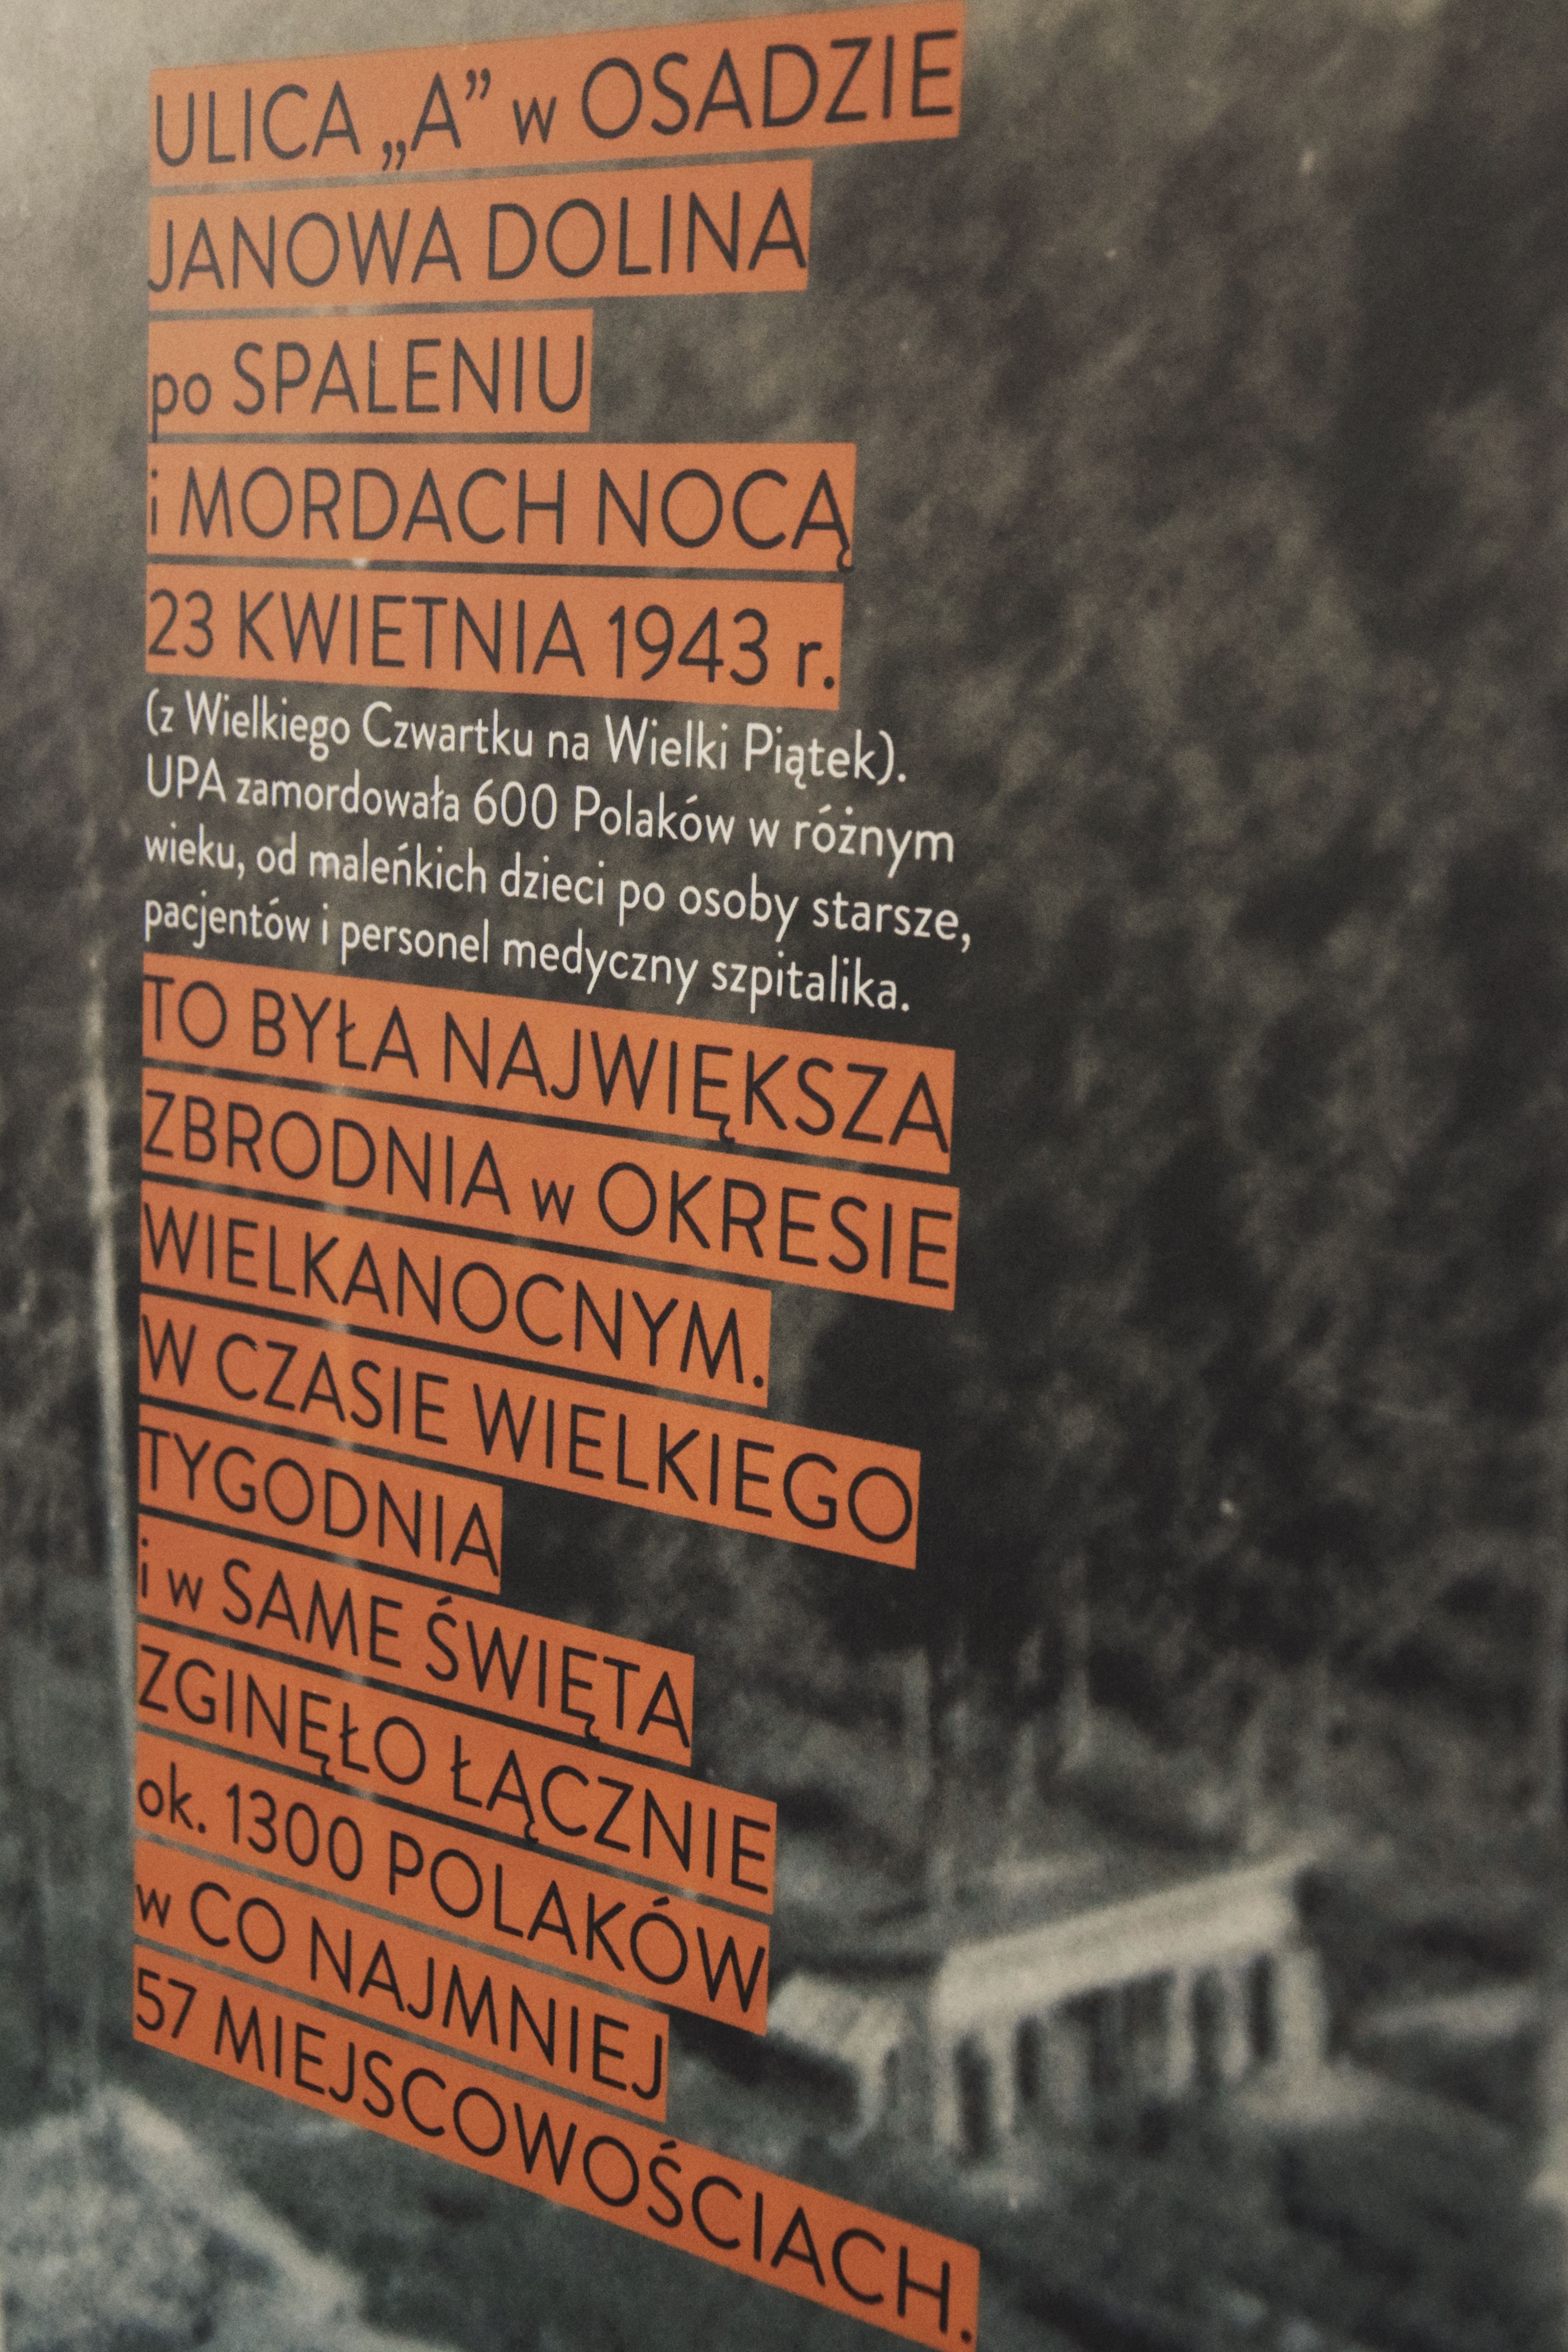 ULICA „A” w OSADZIE
JANOWA DOLINA
po SPALENIU
i MORDACH NOCĄ
23 KWIETNIA 1943 r.
(z Wielkiego Czwartku na Wielki Piątek).
UPA zamordowała 600 Polaków w różnym
wieku, od maleńkich dzieci po osoby starsze,
pacjentów i personel medyczny szpitalika.
TO BYŁA NAJWIĘKSZA
ZBRODNIA w OKRESIE
WIELKANOCNYM.
W CZASIE WIELKIEGO
TYGODNIA
i w SAME ŚWIĘTA
ZGINĘŁO ŁĄCZNIE
ok. 1300 POLAKÓW
w CO NAJMNIEJ
57 MIEJSCOWOŚCIACH.